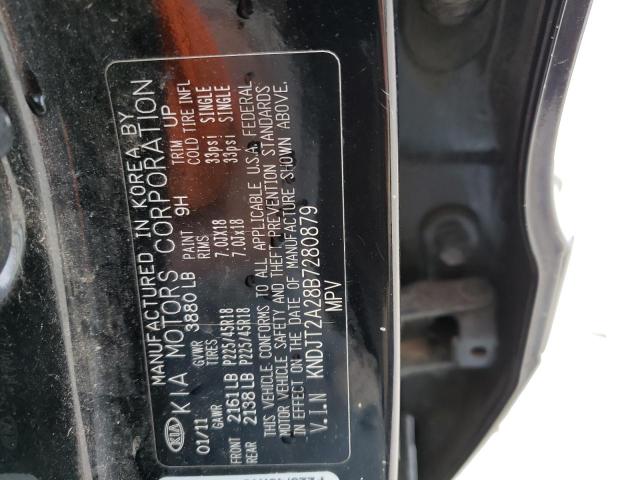 MANUFACTURED IN KOREA BY
KIA KIA MOTORS CORPORATION
01/11 GVWR 3880 LB PAINT 9H TRIM UP
GAWR TIRES RIMS COLD TIRE INFL
FRONT 2161 LB P225/45R18 7.0JX18 33psi SINGLE
REAR 2138 LB P225/45R18 7.0JX18 33psi SINGLE
THIS VEHICLE CONFORMS TO ALL APPLICABLE U.S.A. FEDERAL
MOTOR VEHICLE SAFETY AND THEFT PREVENTION STANDARDS
IN EFFECT ON THE DATE OF MANUFACTURE SHOWN ABOVE.
V.I.N KNDJT2A28B7280879
MPV